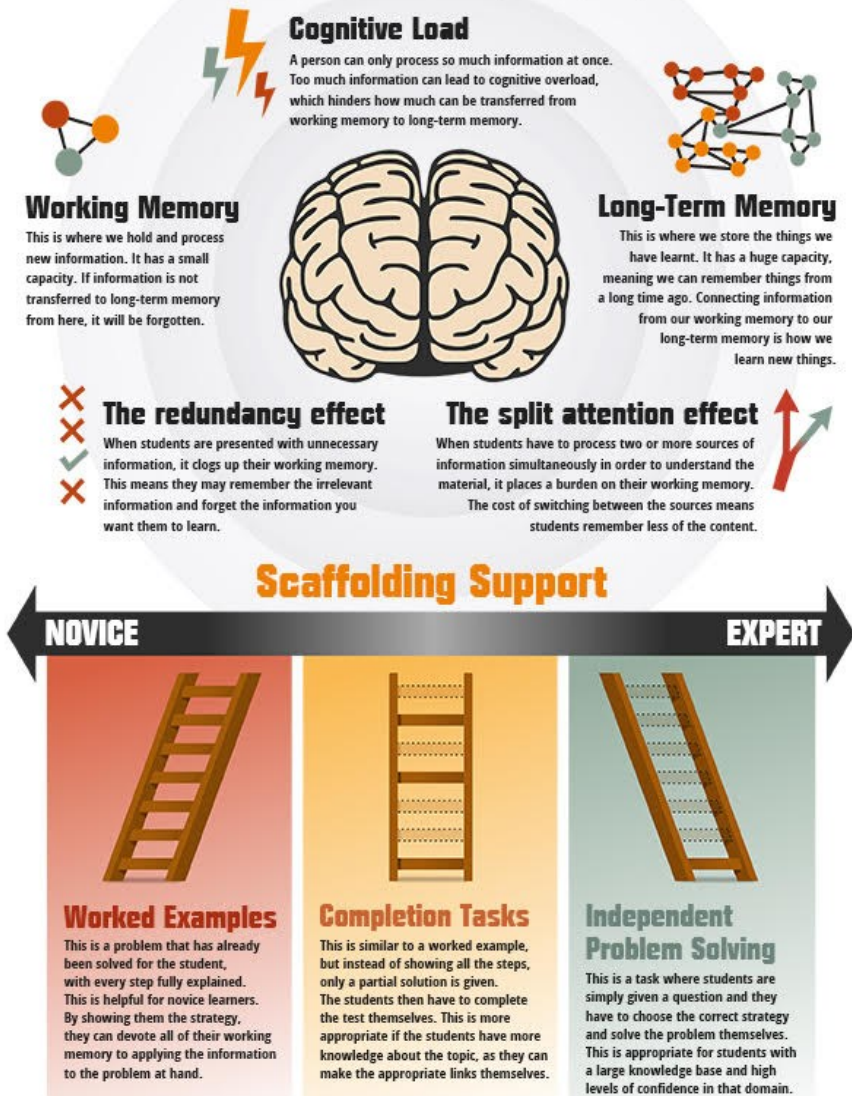 Cognitive Load
A person can only process so much information at once.
Too much information can lead to cognitive overload,
which hinders how much can be transferred from
working memory to long-term memory.
Working Memory
This is where we hold and process
new information. It has a small
capacity. If information is not
transferred to long-term memory
from here, it will be forgotten.
Long-Term Memory
This is where we store the things we
have learnt. It has a huge capacity,
meaning we can remember things from
a long time ago. Connecting information
from our working memory to our
long-term memory is how we
learn new things.
The redundancy effect
When students are presented with unnecessary
information, it clogs up their working memory.
This means they may remember the irrelevant
information and forget the information you
want them to learn.
The split attention effect
When students have to process two or more sources of
information simultaneously in order to understand the
material, it places a burden on their working memory.
The cost of switching between the sources means
students remember less of the content.
Scaffolding Support
NOVICE
EXPERT
Worked Examples
This is a problem that has already
been solved for the student,
with every step fully explained.
This is helpful for novice learners.
By showing them the strategy,
they can devote all of their working
memory to applying the information
to the problem at hand.
Completion Tasks
This is similar to a worked example,
but instead of showing all the steps,
only a partial solution is given.
The students then have to complete
the test themselves. This is more
appropriate if the students have more
knowledge about the topic, as they can
make the appropriate links themselves.
Independent
Problem Solving
This is a task where students are
simply given a question and they
have to choose the correct strategy
and solve the problem themselves.
This is appropriate for students with
a large knowledge base and high
levels of confidence in that domain.